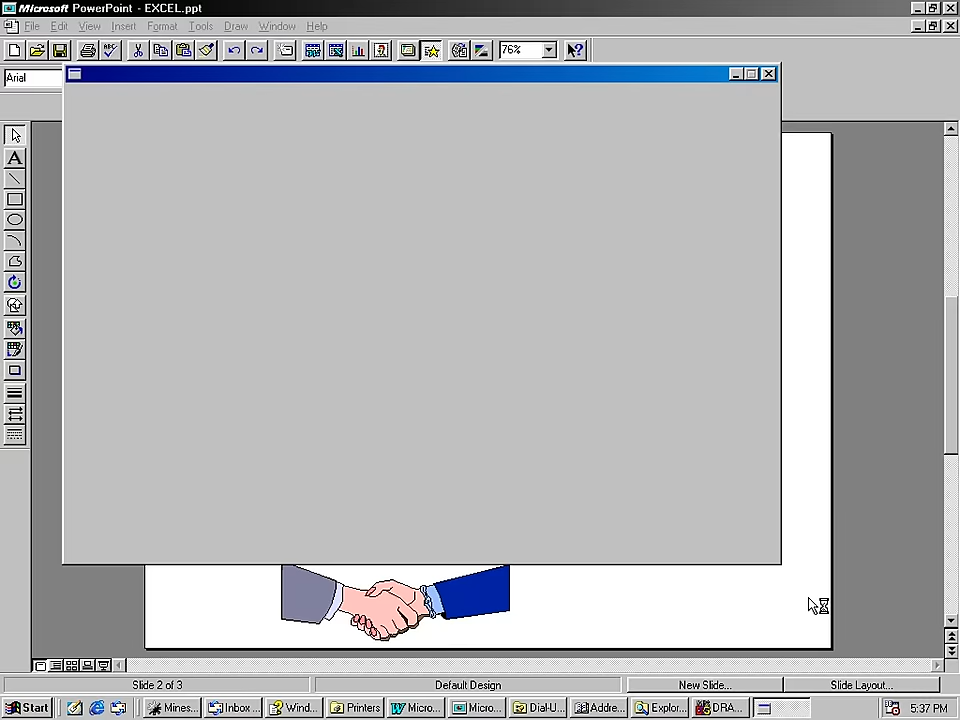 Microsoft PowerPoint - EXCEL.ppt
File Edit View Insert Format Tools Draw Window Help
76%
Arial
Slide 2 of 3
Default Design
New Slide...
Slide Layout...
Start
Mines...
Inbox ...
Wind...
Printers
Micro...
Micro...
Dial-U...
Addre...
Explor...
DRA...
5:37 PM